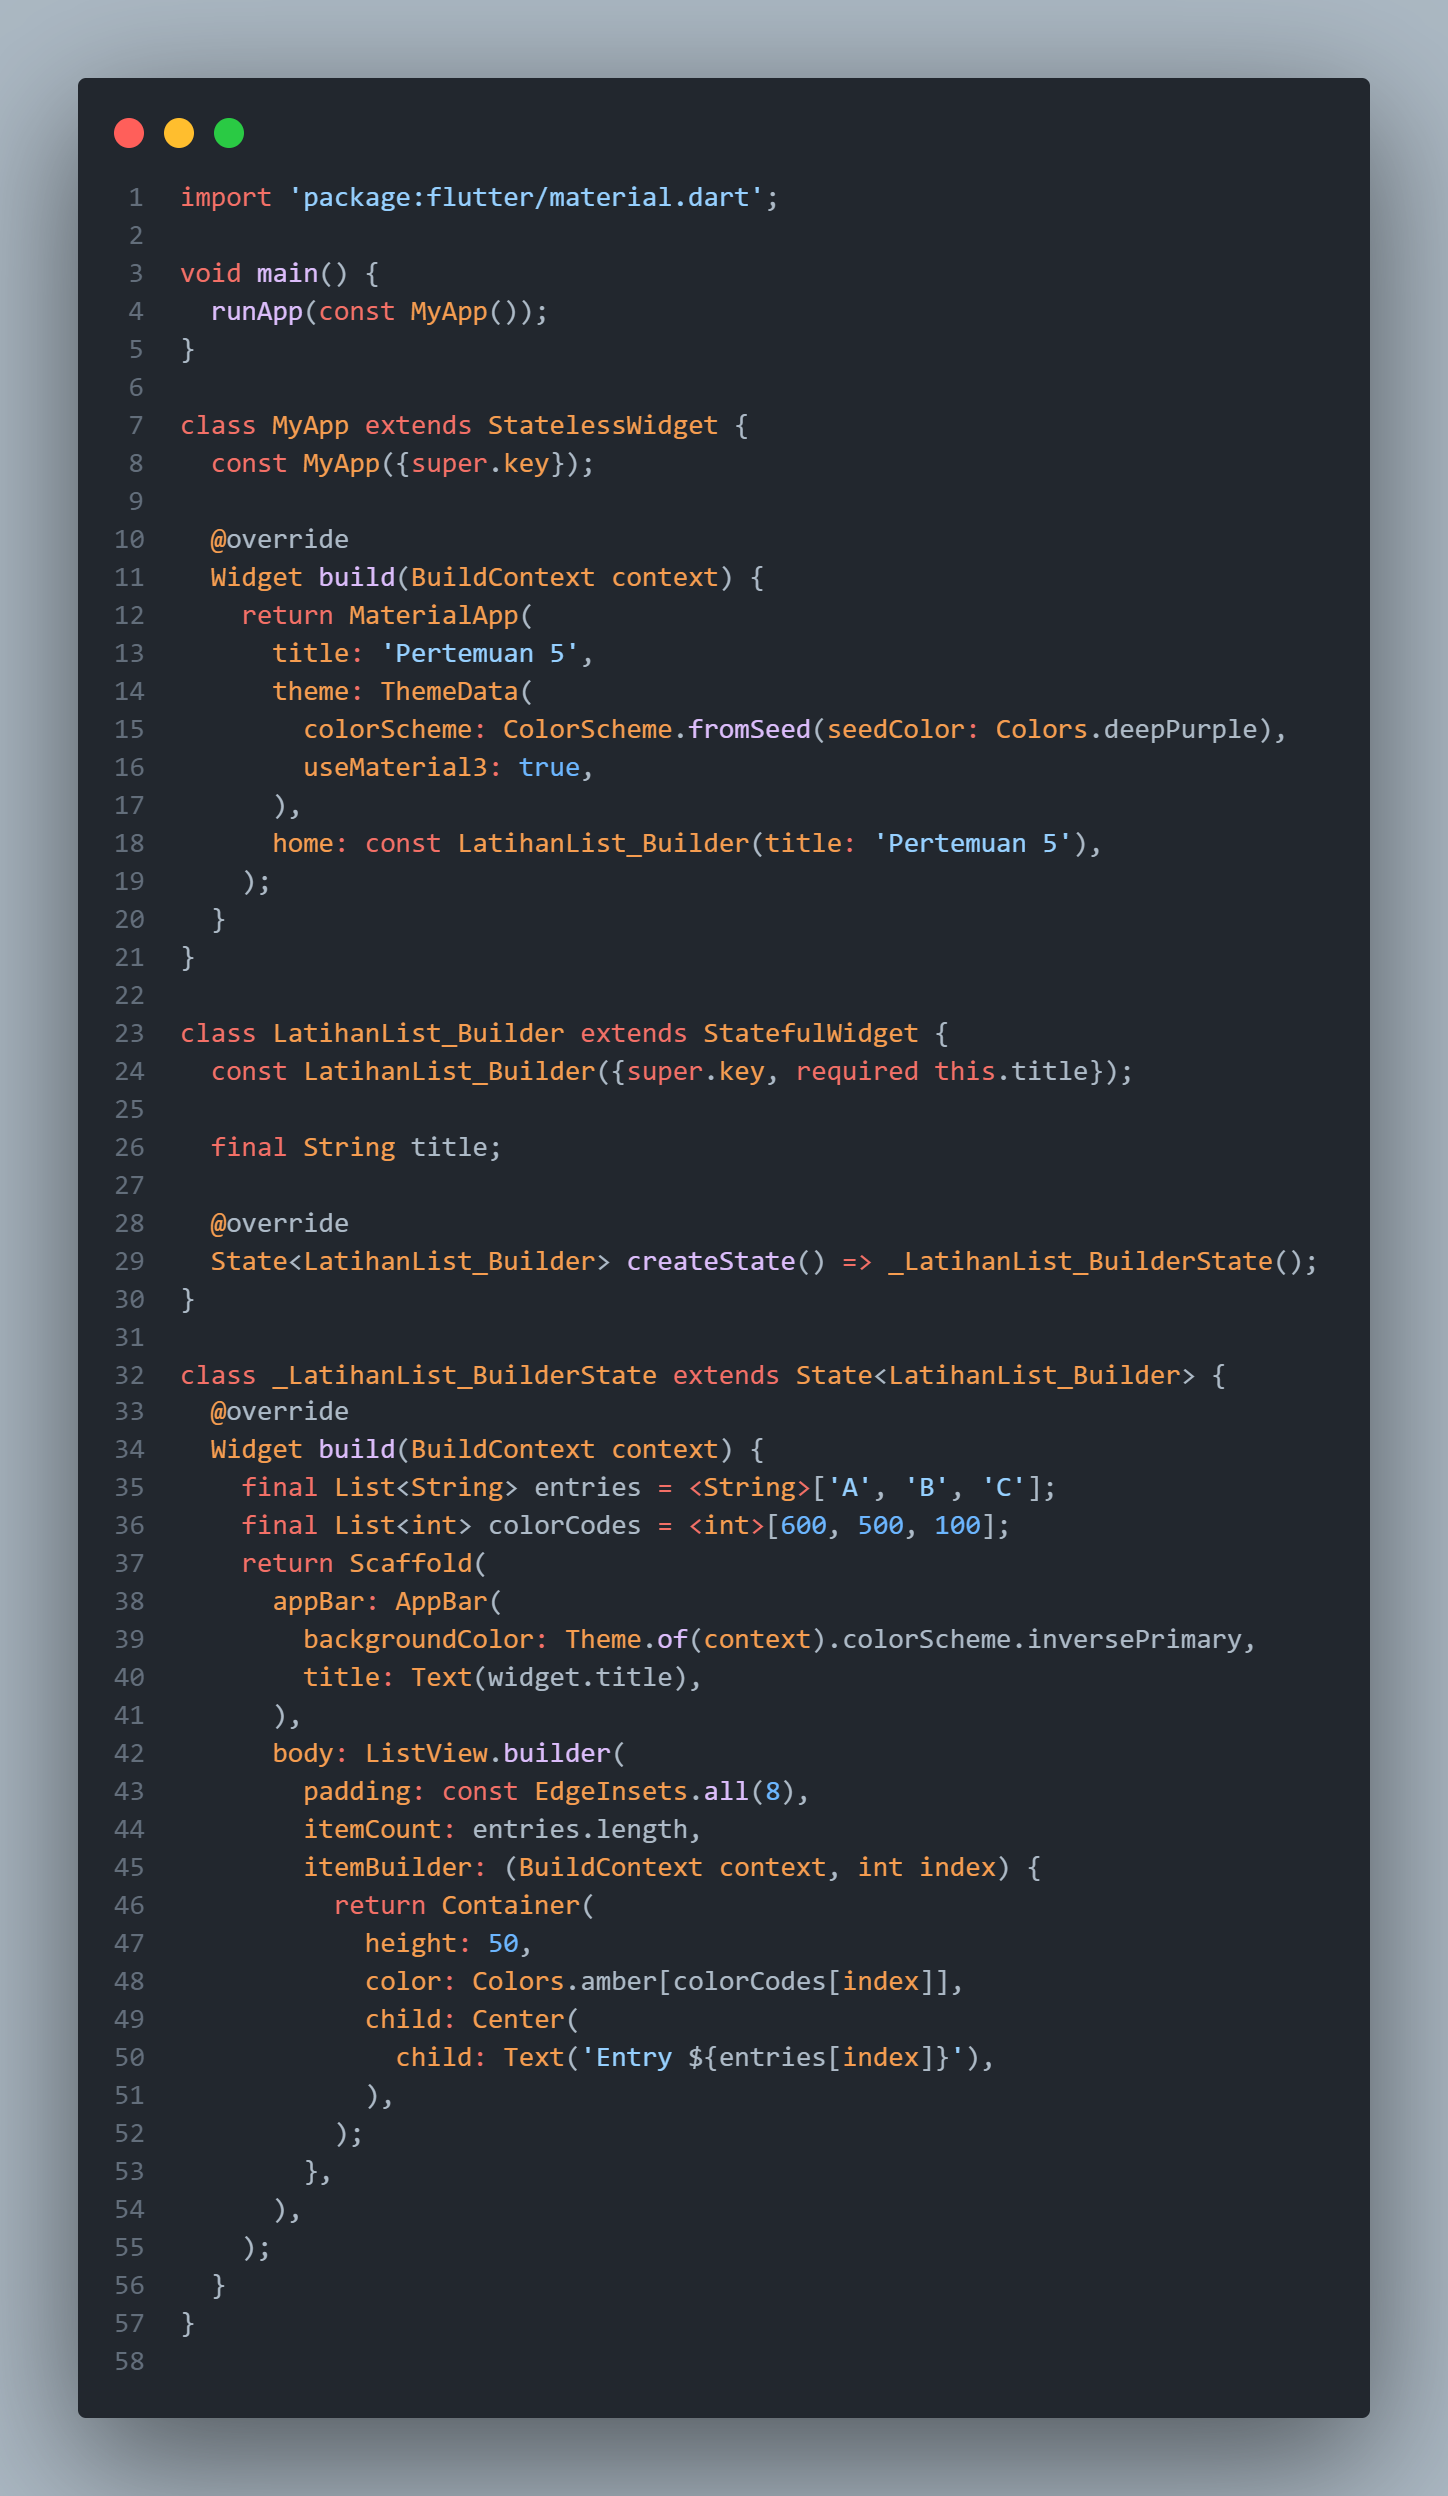 1 import 'package:flutter/material.dart';
2
3 void main() {
4   runApp(const MyApp());
5 }
6
7 class MyApp extends StatelessWidget {
8   const MyApp({super.key});
9
10   @override
11   Widget build(BuildContext context) {
12     return MaterialApp(
13       title: 'Pertemuan 5',
14       theme: ThemeData(
15         colorScheme: ColorScheme.fromSeed(seedColor: Colors.deepPurple),
16         useMaterial3: true,
17       ),
18       home: const LatihanList_Builder(title: 'Pertemuan 5'),
19     );
20   }
21 }
22
23 class LatihanList_Builder extends StatefulWidget {
24   const LatihanList_Builder({super.key, required this.title});
25
26   final String title;
27
28   @override
29   State<LatihanList_Builder> createState() => _LatihanList_BuilderState();
30 }
31
32 class _LatihanList_BuilderState extends State<LatihanList_Builder> {
33   @override
34   Widget build(BuildContext context) {
35     final List<String> entries = <String>['A', 'B', 'C'];
36     final List<int> colorCodes = <int>[600, 500, 100];
37     return Scaffold(
38       appBar: AppBar(
39         backgroundColor: Theme.of(context).colorScheme.inversePrimary,
40         title: Text(widget.title),
41       ),
42       body: ListView.builder(
43         padding: const EdgeInsets.all(8),
44         itemCount: entries.length,
45         itemBuilder: (BuildContext context, int index) {
46           return Container(
47             height: 50,
48             color: Colors.amber[colorCodes[index]],
49             child: Center(
50               child: Text('Entry ${entries[index]}'),
51             ),
52           );
53         },
54       ),
55     );
56   }
57 }
58